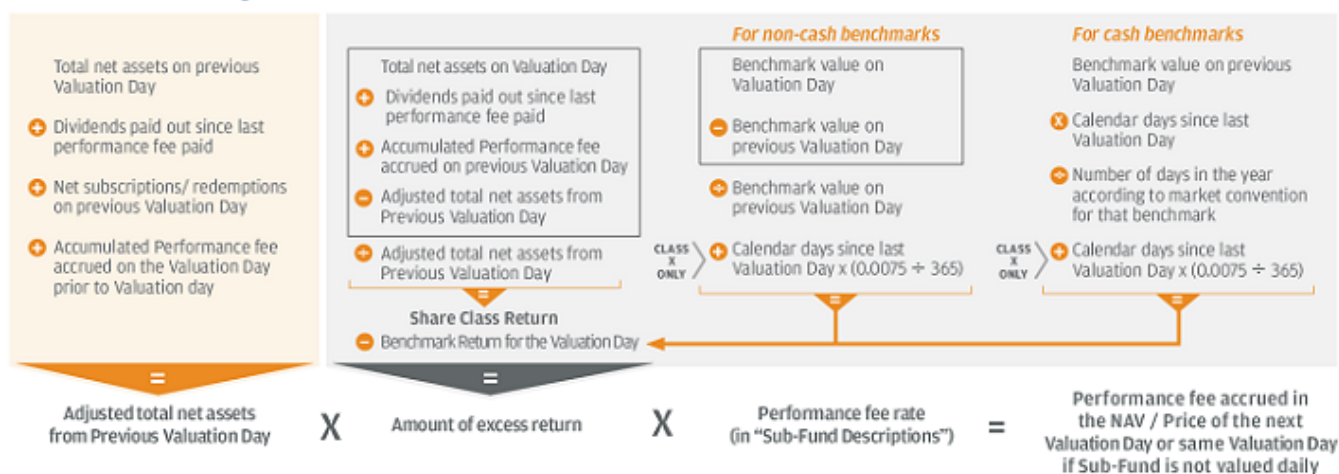 Total net assets on previous
Valuation Day
+ Dividends paid out since last
performance fee paid
+ Net subscriptions/ redemptions
on previous Valuation Day
+ Accumulated Performance fee
accrued on the Valuation Day
prior to Valuation day
=
Adjusted total net assets
from Previous Valuation Day
X
Total net assets on Valuation Day
+ Dividends paid out since last
performance fee paid
+ Accumulated Performance fee
accrued on previous Valuation Day
− Adjusted total net assets from
Previous Valuation Day
÷ Adjusted total net assets from
Previous Valuation Day
=
Share Class Return
− Benchmark Return for the Valuation Day
=
Amount of excess return
X
For non-cash benchmarks
Benchmark value on
Valuation Day
− Benchmark value on
previous Valuation Day
÷ Benchmark value on
previous Valuation Day
CLASS
X
ONLY
+ Calendar days since last
Valuation Day x (0.0075 ÷ 365)
=
For cash benchmarks
Benchmark value on previous
Valuation Day
x Calendar days since last
Valuation Day
÷ Number of days in the year
according to market convention
for that benchmark
CLASS
X
ONLY
+ Calendar days since last
Valuation Day x (0.0075 ÷ 365)
=
Performance fee rate
(in “Sub-Fund Descriptions”)
=
Performance fee accrued in
the NAV / Price of the next
Valuation Day or same Valuation Day
if Sub-Fund is not valued daily